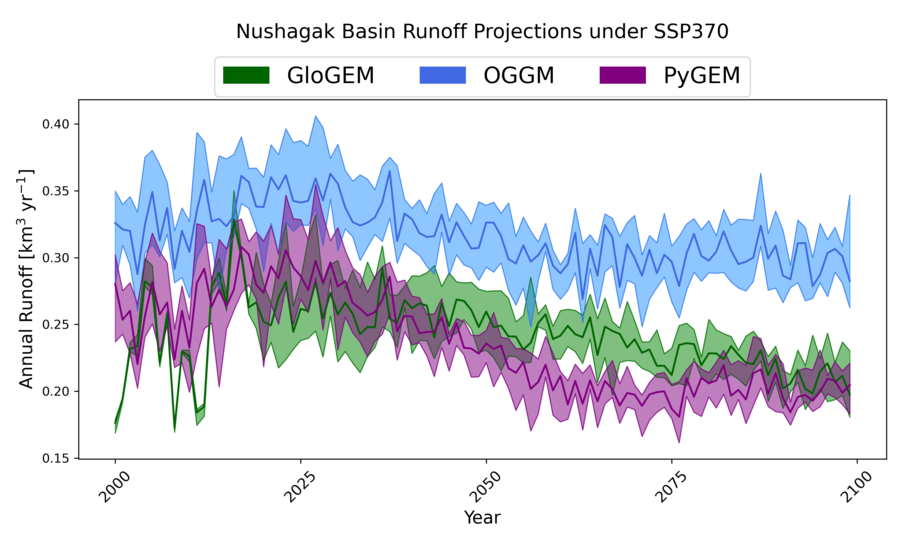 Nushagak Basin Runoff Projections under SSP370
GloGEM OGGM PyGEM
0.40
0.35
0.30
0.25
0.20
0.15
Annual Runoff [km³ yr⁻¹]
2000 2025 2050 2075 2100
Year